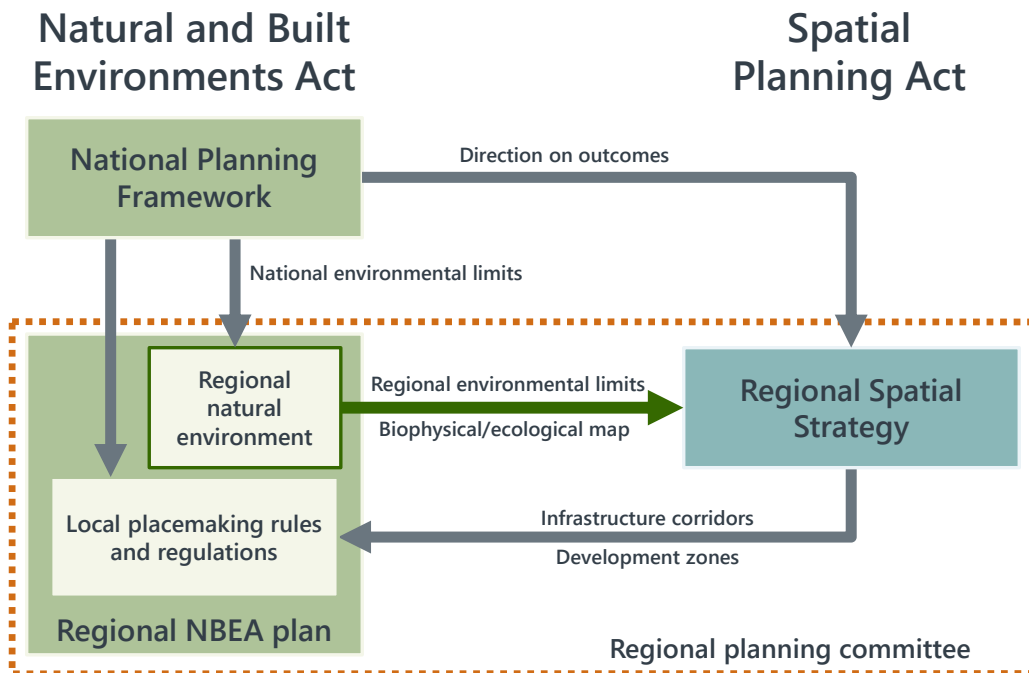 Natural and Built
Environments Act
Spatial
Planning Act
National Planning
Framework
Direction on outcomes
National environmental limits
Regional
natural
environment
Regional environmental limits
Biophysical/ecological map
Regional Spatial
Strategy
Local placemaking rules
and regulations
Infrastructure corridors
Development zones
Regional NBEA plan
Regional planning committee